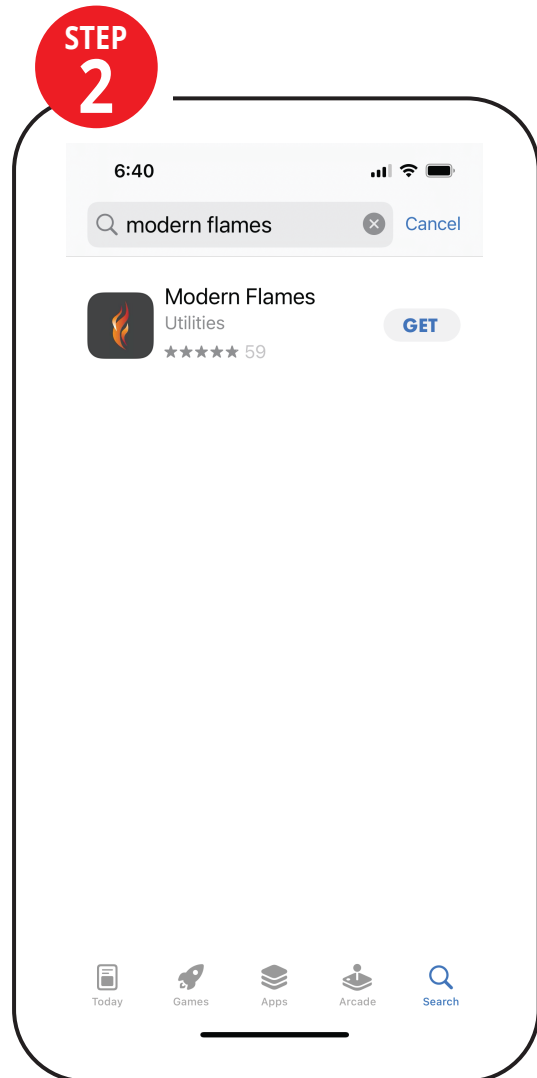 STEP
2
6:40
modern flames
Cancel
Modern Flames
Utilities
GET
59
Today
Games
Apps
Arcade
Search